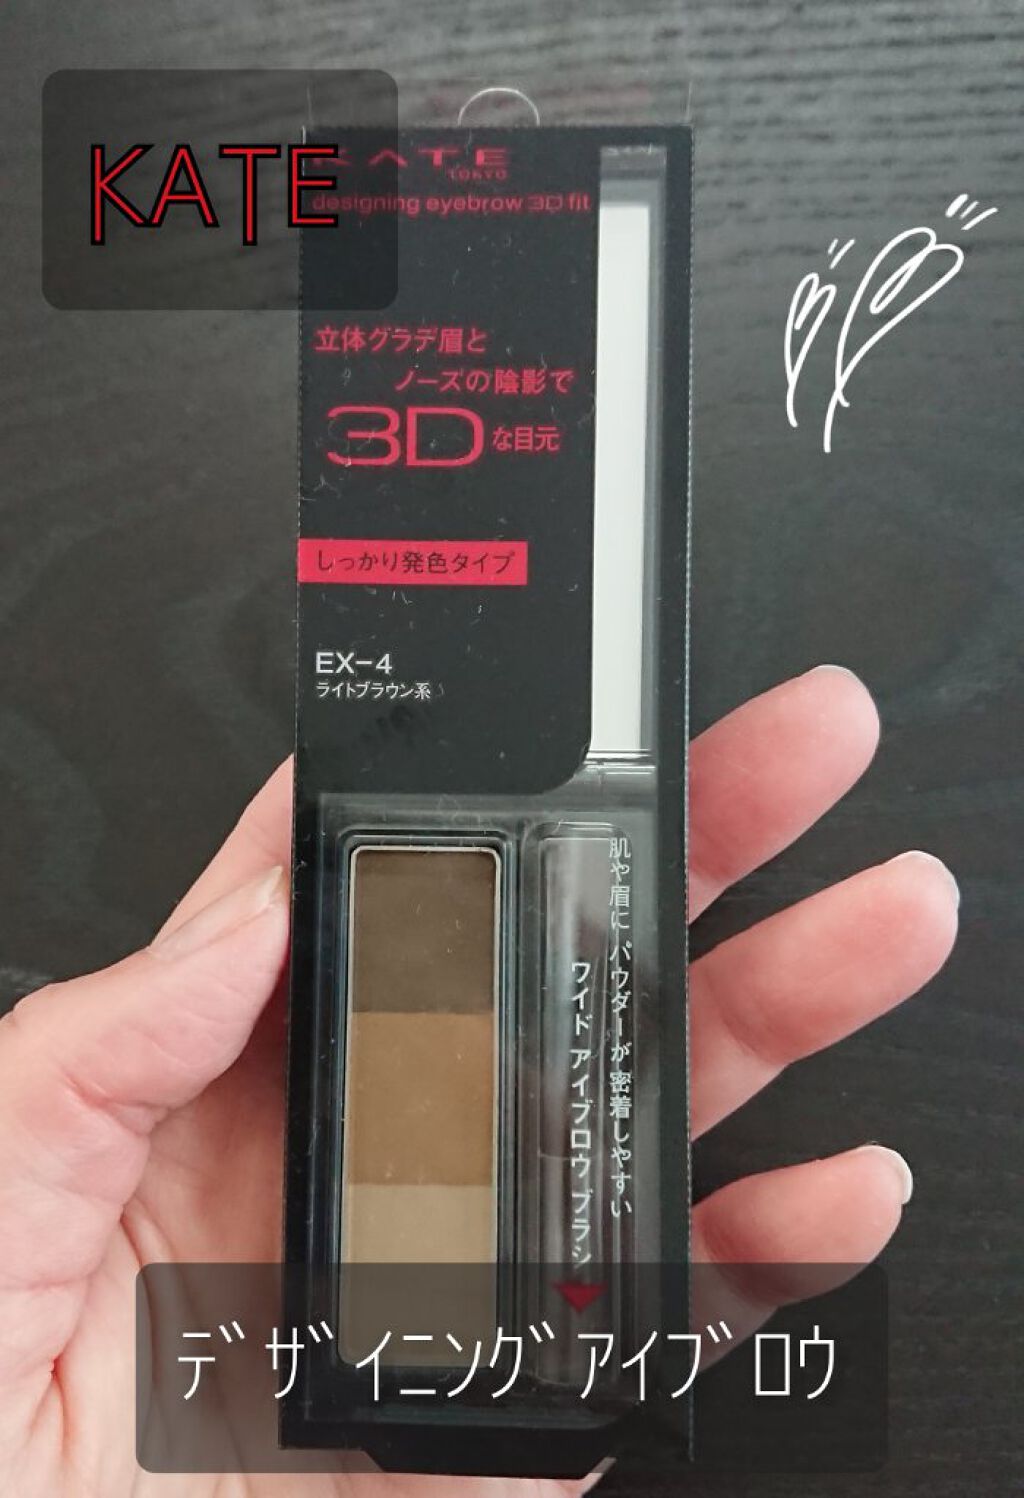 KATE
KATE
TOKYO
designing eyebrow 3D fit
立体グラデ眉と
ノーズの陰影で
3Dな目元
しっかり発色タイプ
EX-4
ライトブラウン系
肌や眉に パウダーが密着しやすい
ワイド アイブロウ ブラシ
ﾃﾞｻﾞｲﾆﾝｸﾞｱｲﾌﾞﾛｳ